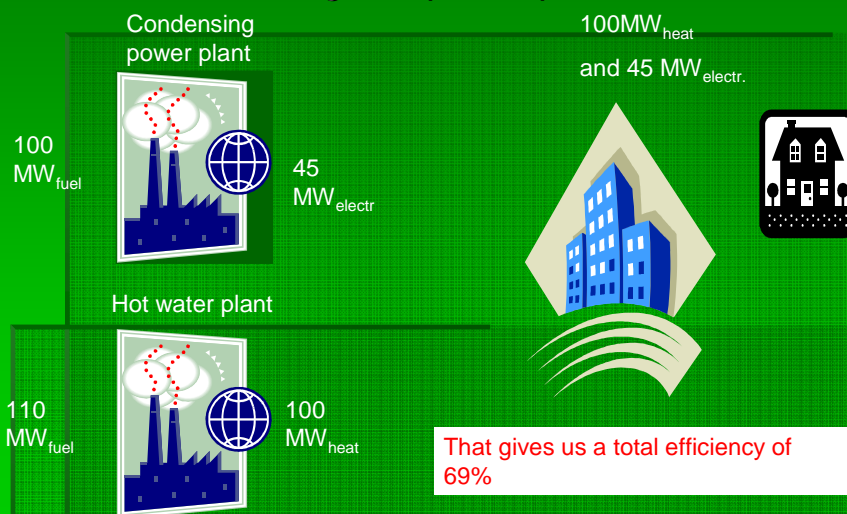 Condensing
power plant
100MWheat
and 45 MWelectr.
100
MWfuel
45
MWelectr
Hot water plant
110
MWfuel
100
MWheat
That gives us a total efficiency of
69%